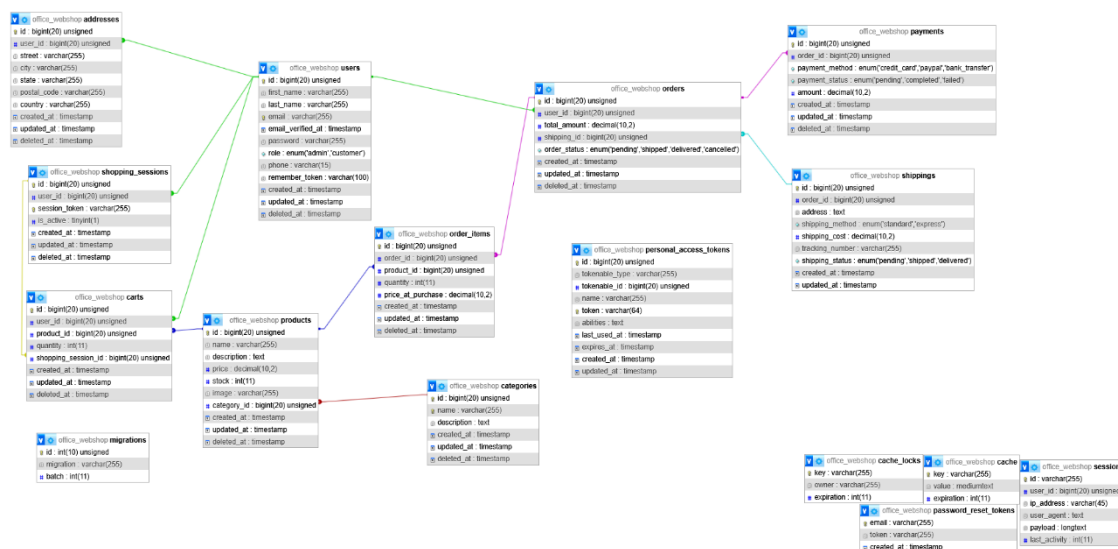 office_webshop addresses
id : bigint(20) unsigned
user_id : bigint(20) unsigned
street : varchar(255)
city : varchar(255)
state : varchar(255)
postal_code : varchar(255)
country : varchar(255)
created_at : timestamp
updated_at : timestamp
deleted_at : timestamp
office_webshop users
id : bigint(20) unsigned
first_name : varchar(255)
last_name : varchar(255)
email : varchar(255)
email_verified_at : timestamp
password : varchar(255)
role : enum('admin','customer')
phone : varchar(15)
remember_token : varchar(100)
created_at : timestamp
updated_at : timestamp
deleted_at : timestamp
office_webshop orders
id : bigint(20) unsigned
user_id : bigint(20) unsigned
total_amount : decimal(10,2)
shipping_id : bigint(20) unsigned
order_status : enum('pending','shipped','delivered','cancelled')
created_at : timestamp
updated_at : timestamp
deleted_at : timestamp
office_webshop payments
id : bigint(20) unsigned
order_id : bigint(20) unsigned
payment_method : enum('credit_card','paypal','bank_transfer')
payment_status : enum('pending','completed','failed')
amount : decimal(10,2)
created_at : timestamp
updated_at : timestamp
deleted_at : timestamp
office_webshop shopping_sessions
id : bigint(20) unsigned
user_id : bigint(20) unsigned
session_token : varchar(255)
is_active : tinyint(1)
created_at : timestamp
updated_at : timestamp
deleted_at : timestamp
office_webshop shippings
id : bigint(20) unsigned
order_id : bigint(20) unsigned
address : text
shipping_method : enum('standard','express')
shipping_cost : decimal(10,2)
tracking_number : varchar(255)
shipping_status : enum('pending','shipped','delivered')
created_at : timestamp
updated_at : timestamp
office_webshop order_items
id : bigint(20) unsigned
order_id : bigint(20) unsigned
product_id : bigint(20) unsigned
quantity : int(11)
price_at_purchase : decimal(10,2)
created_at : timestamp
updated_at : timestamp
deleted_at : timestamp
office_webshop personal_access_tokens
id : bigint(20) unsigned
tokenable_type : varchar(255)
tokenable_id : bigint(20) unsigned
name : varchar(255)
token : varchar(64)
abilities : text
last_used_at : timestamp
expires_at : timestamp
created_at : timestamp
updated_at : timestamp
office_webshop carts
id : bigint(20) unsigned
user_id : bigint(20) unsigned
product_id : bigint(20) unsigned
quantity : int(11)
shopping_session_id : bigint(20) unsigned
created_at : timestamp
updated_at : timestamp
deleted_at : timestamp
office_webshop products
id : bigint(20) unsigned
name : varchar(255)
description : text
price : decimal(10,2)
stock : int(11)
image : varchar(255)
category_id : bigint(20) unsigned
created_at : timestamp
updated_at : timestamp
deleted_at : timestamp
office_webshop categories
id : bigint(20) unsigned
name : varchar(255)
description : text
created_at : timestamp
updated_at : timestamp
deleted_at : timestamp
office_webshop migrations
id : int(10) unsigned
migration : varchar(255)
batch : int(11)
office_webshop cache_locks
key : varchar(255)
owner : varchar(255)
expiration : int(11)
office_webshop cache
key : varchar(255)
value : mediumtext
expiration : int(11)
office_webshop session
id : varchar(255)
user_id : bigint(20) unsigned
ip_address : varchar(45)
user_agent : text
payload : longtext
last_activity : int(11)
office_webshop password_reset_tokens
email : varchar(255)
token : varchar(255)
created_at : timestamp